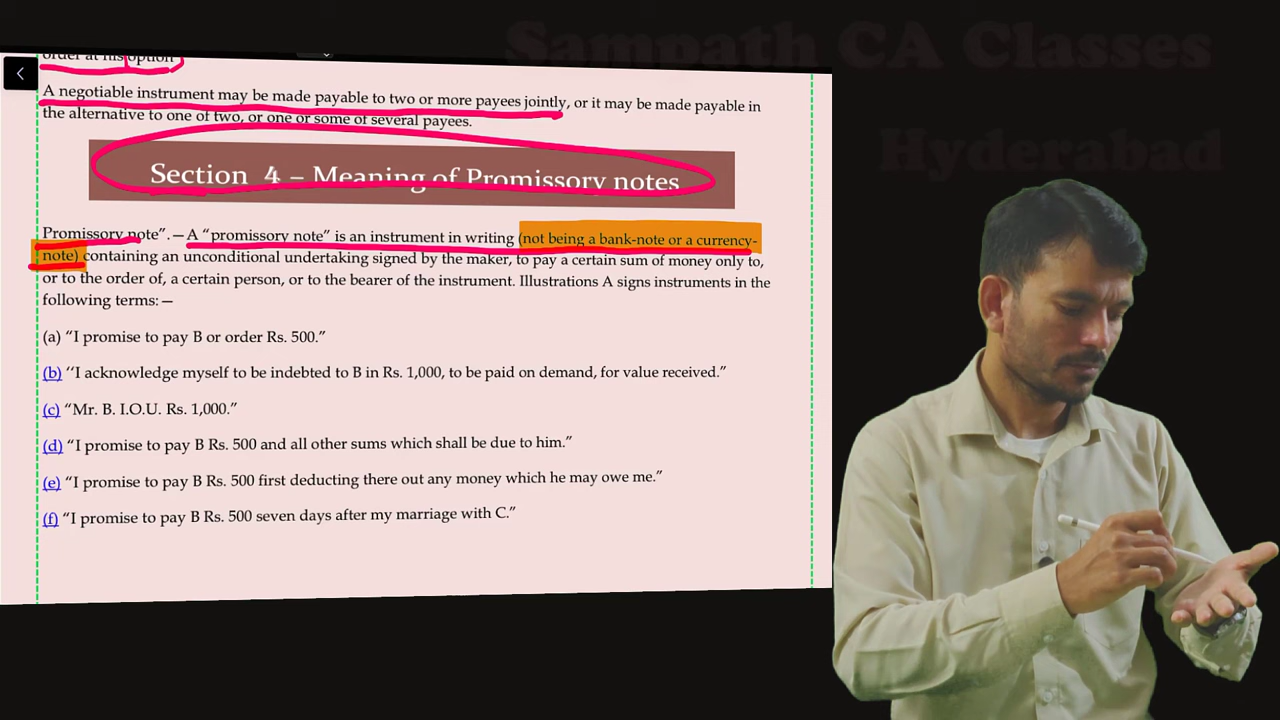 Sampath CA Classes
Hyderabad
order at his option
A negotiable instrument may be made payable to two or more payees jointly, or it may be made payable in
the alternative to one of two, or one or some of several payees.
Section 4 – Meaning of Promissory notes
Promissory note”.—A “promissory note” is an instrument in writing (not being a bank-note or a currency-
note) containing an unconditional undertaking signed by the maker, to pay a certain sum of money only to,
or to the order of, a certain person, or to the bearer of the instrument. Illustrations A signs instruments in the
following terms:—
(a) “I promise to pay B or order Rs. 500.”
(b) “I acknowledge myself to be indebted to B in Rs. 1,000, to be paid on demand, for value received.”
(c) “Mr. B. I.O.U. Rs. 1,000.”
(d) “I promise to pay B Rs. 500 and all other sums which shall be due to him.”
(e) “I promise to pay B Rs. 500 first deducting there out any money which he may owe me.”
(f) “I promise to pay B Rs. 500 seven days after my marriage with C.”